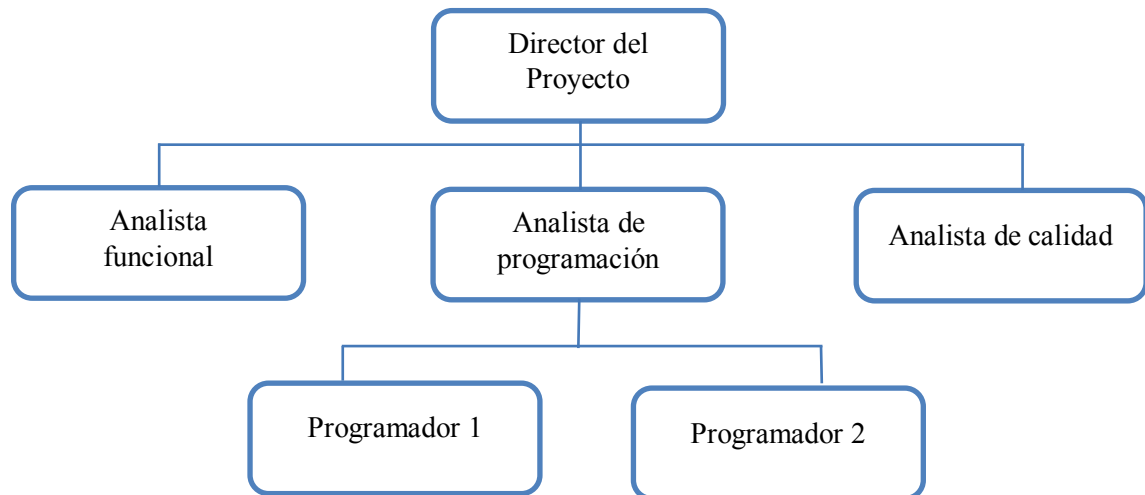 Director del
Proyecto
Analista
funcional
Analista de
programación
Analista de calidad
Programador 1
Programador 2